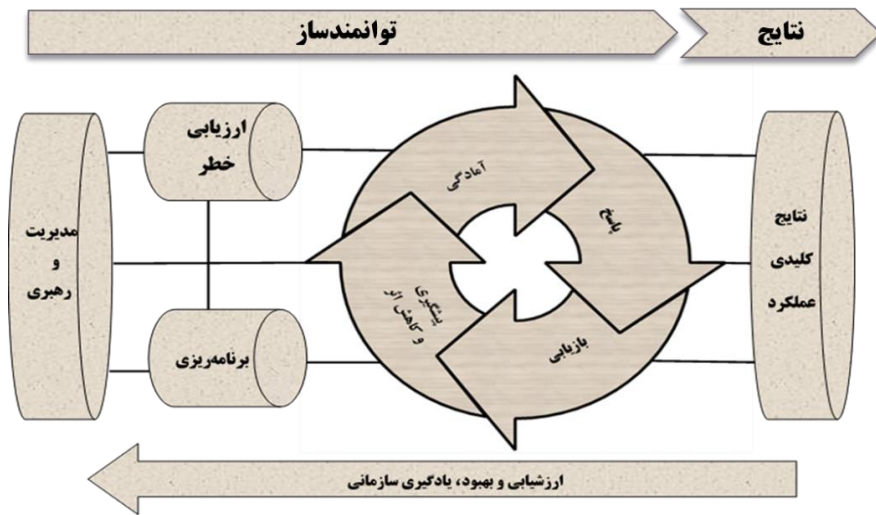 توانمندساز
نتایج
ارزیابی
خطر
آمادگی
پاسخ
مدیریت
و
رهبری
نتایج
کلیدی
عملکرد
پیشگیری
و کاهش اثر
بازیابی
برنامه‌ریزی
ارزشیابی و بهبود، یادگیری سازمانی